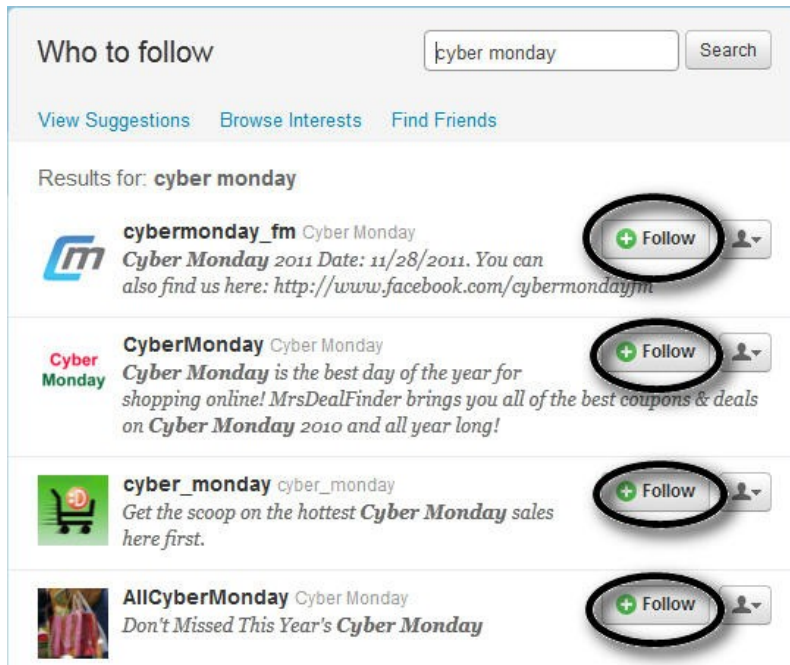 Who to follow
cyber monday
Search
View Suggestions Browse Interests Find Friends
Results for: cyber monday
cybermonday_fm Cyber Monday
Follow
Cyber Monday 2011 Date: 11/28/2011. You can
also find us here: http://www.facebook.com/cybermondayfm
Cyber
Monday
CyberMonday Cyber Monday
Follow
Cyber Monday is the best day of the year for
shopping online! MrsDealFinder brings you all of the best coupons & deals
on Cyber Monday 2010 and all year long!
cyber_monday cyber_monday
Follow
Get the scoop on the hottest Cyber Monday sales
here first.
AllCyberMonday Cyber Monday
Follow
Don't Missed This Year's Cyber Monday